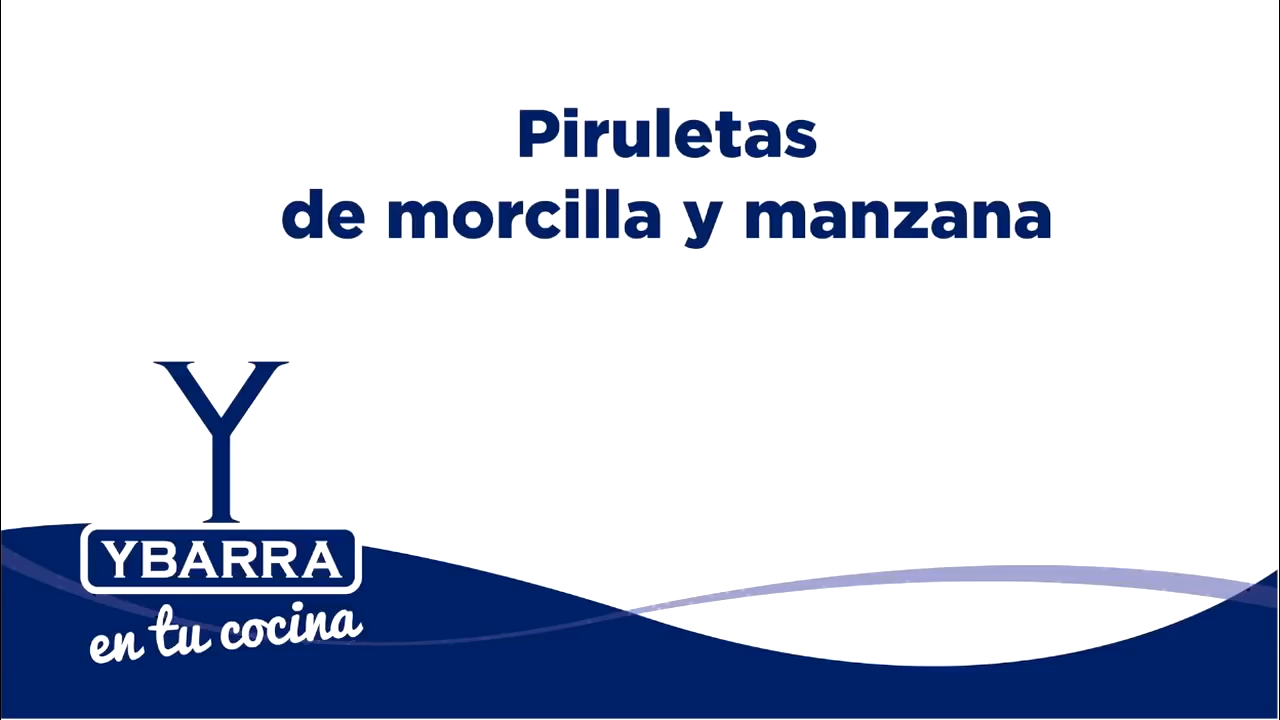 Piruletas
de morcilla y manzana
Y
YBARRA
en tu cocina